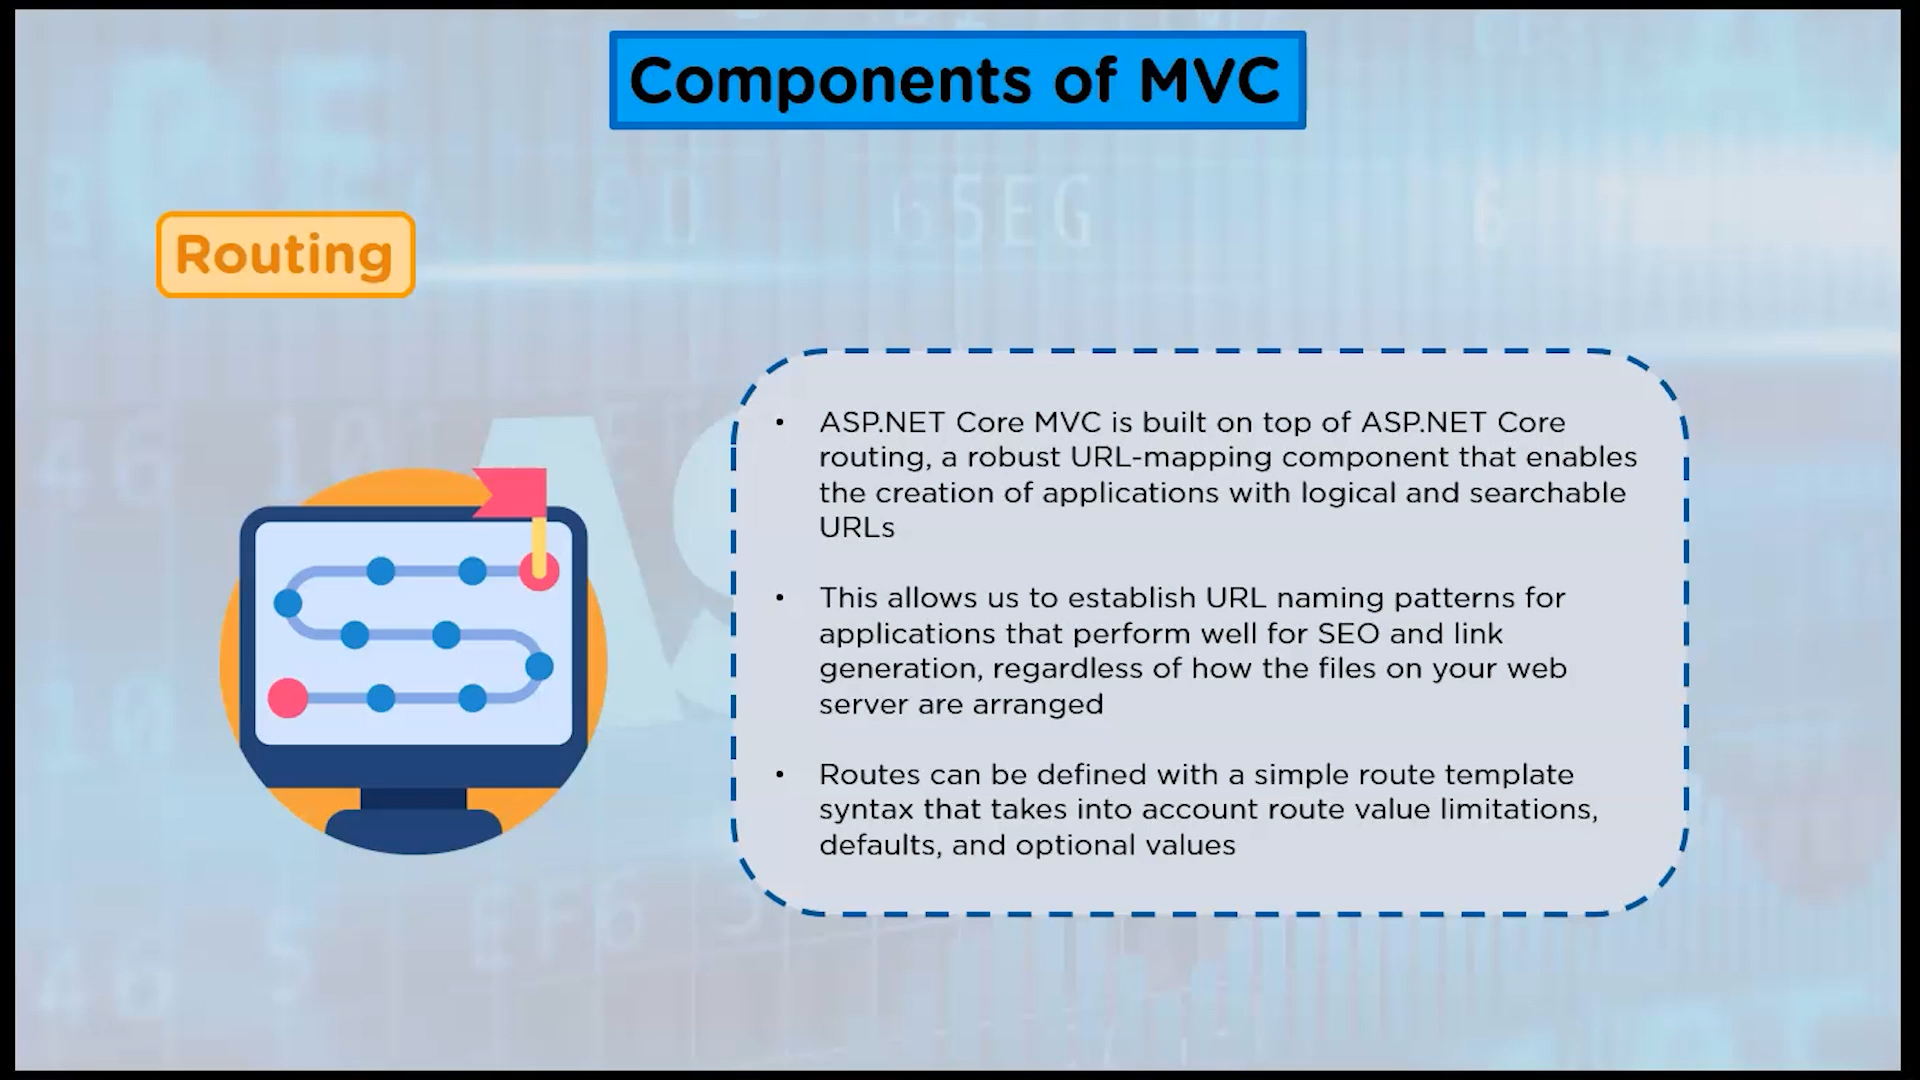 Components of MVC
Routing
• ASP.NET Core MVC is built on top of ASP.NET Core
routing, a robust URL-mapping component that enables
the creation of applications with logical and searchable
URLs
• This allows us to establish URL naming patterns for
applications that perform well for SEO and link
generation, regardless of how the files on your web
server are arranged
• Routes can be defined with a simple route template
syntax that takes into account route value limitations,
defaults, and optional values